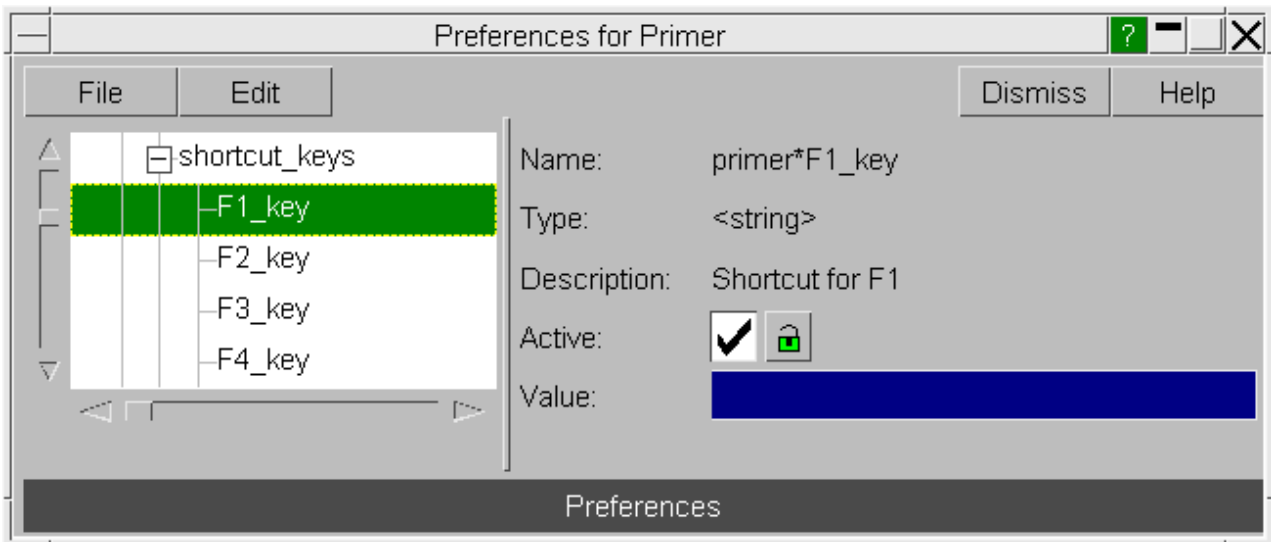 Preferences for Primer ?
File Edit Dismiss Help
shortcut_keys
F1_key
F2_key
F3_key
F4_key
Name: primer*F1_key
Type: <string>
Description: Shortcut for F1
Active:
Value:
Preferences